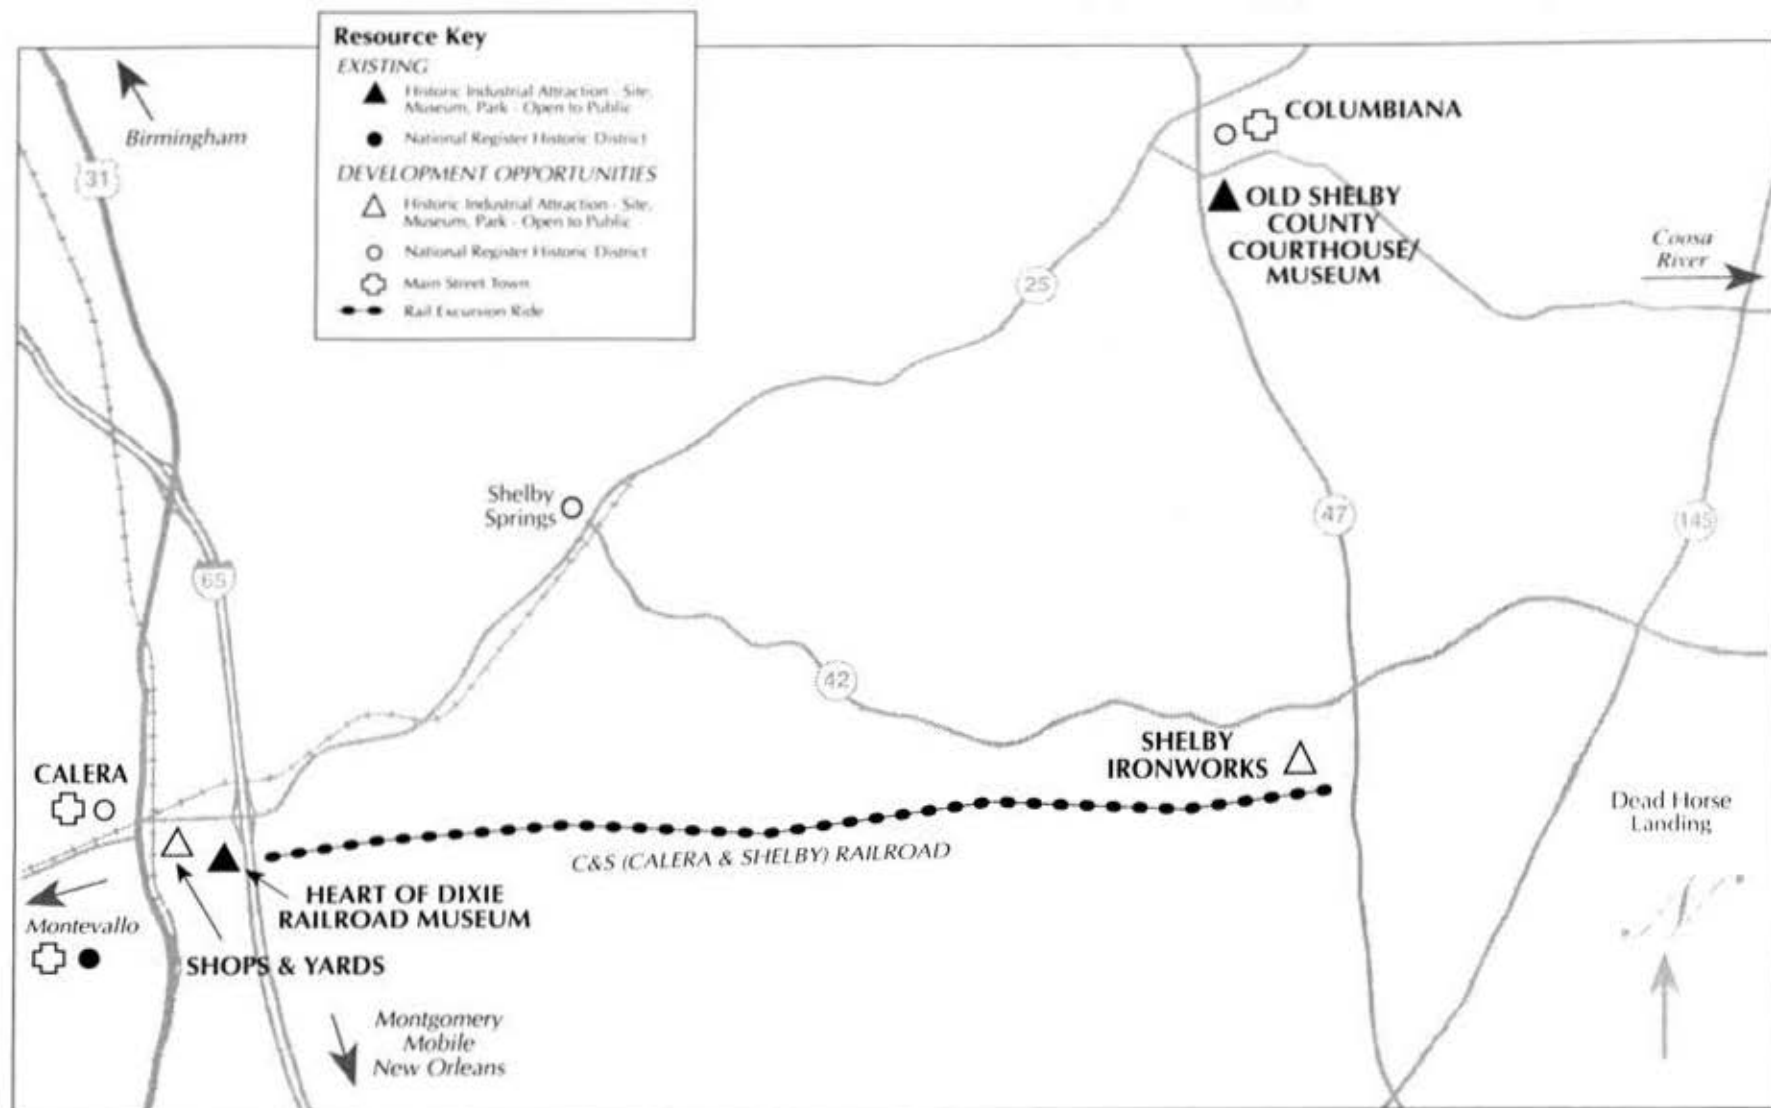 Resource Key
EXISTING
Historic Industrial Attraction - Site,
Museum, Park - Open to Public
National Register Historic District
DEVELOPMENT OPPORTUNITIES
Historic Industrial Attraction - Site,
Museum, Park - Open to Public
National Register Historic District
Main Street Town
Rail Excursion Ride
Birmingham
31
COLUMBIANA
OLD SHELBY
COUNTY
COURTHOUSE/
MUSEUM
Coosa
River
25
Shelby
Springs
47
145
65
42
SHELBY
IRONWORKS
CALERA
Dead Horse
Landing
C&S (CALERA & SHELBY) RAILROAD
HEART OF DIXIE
RAILROAD MUSEUM
Montevallo
SHOPS & YARDS
Montgomery
Mobile
New Orleans